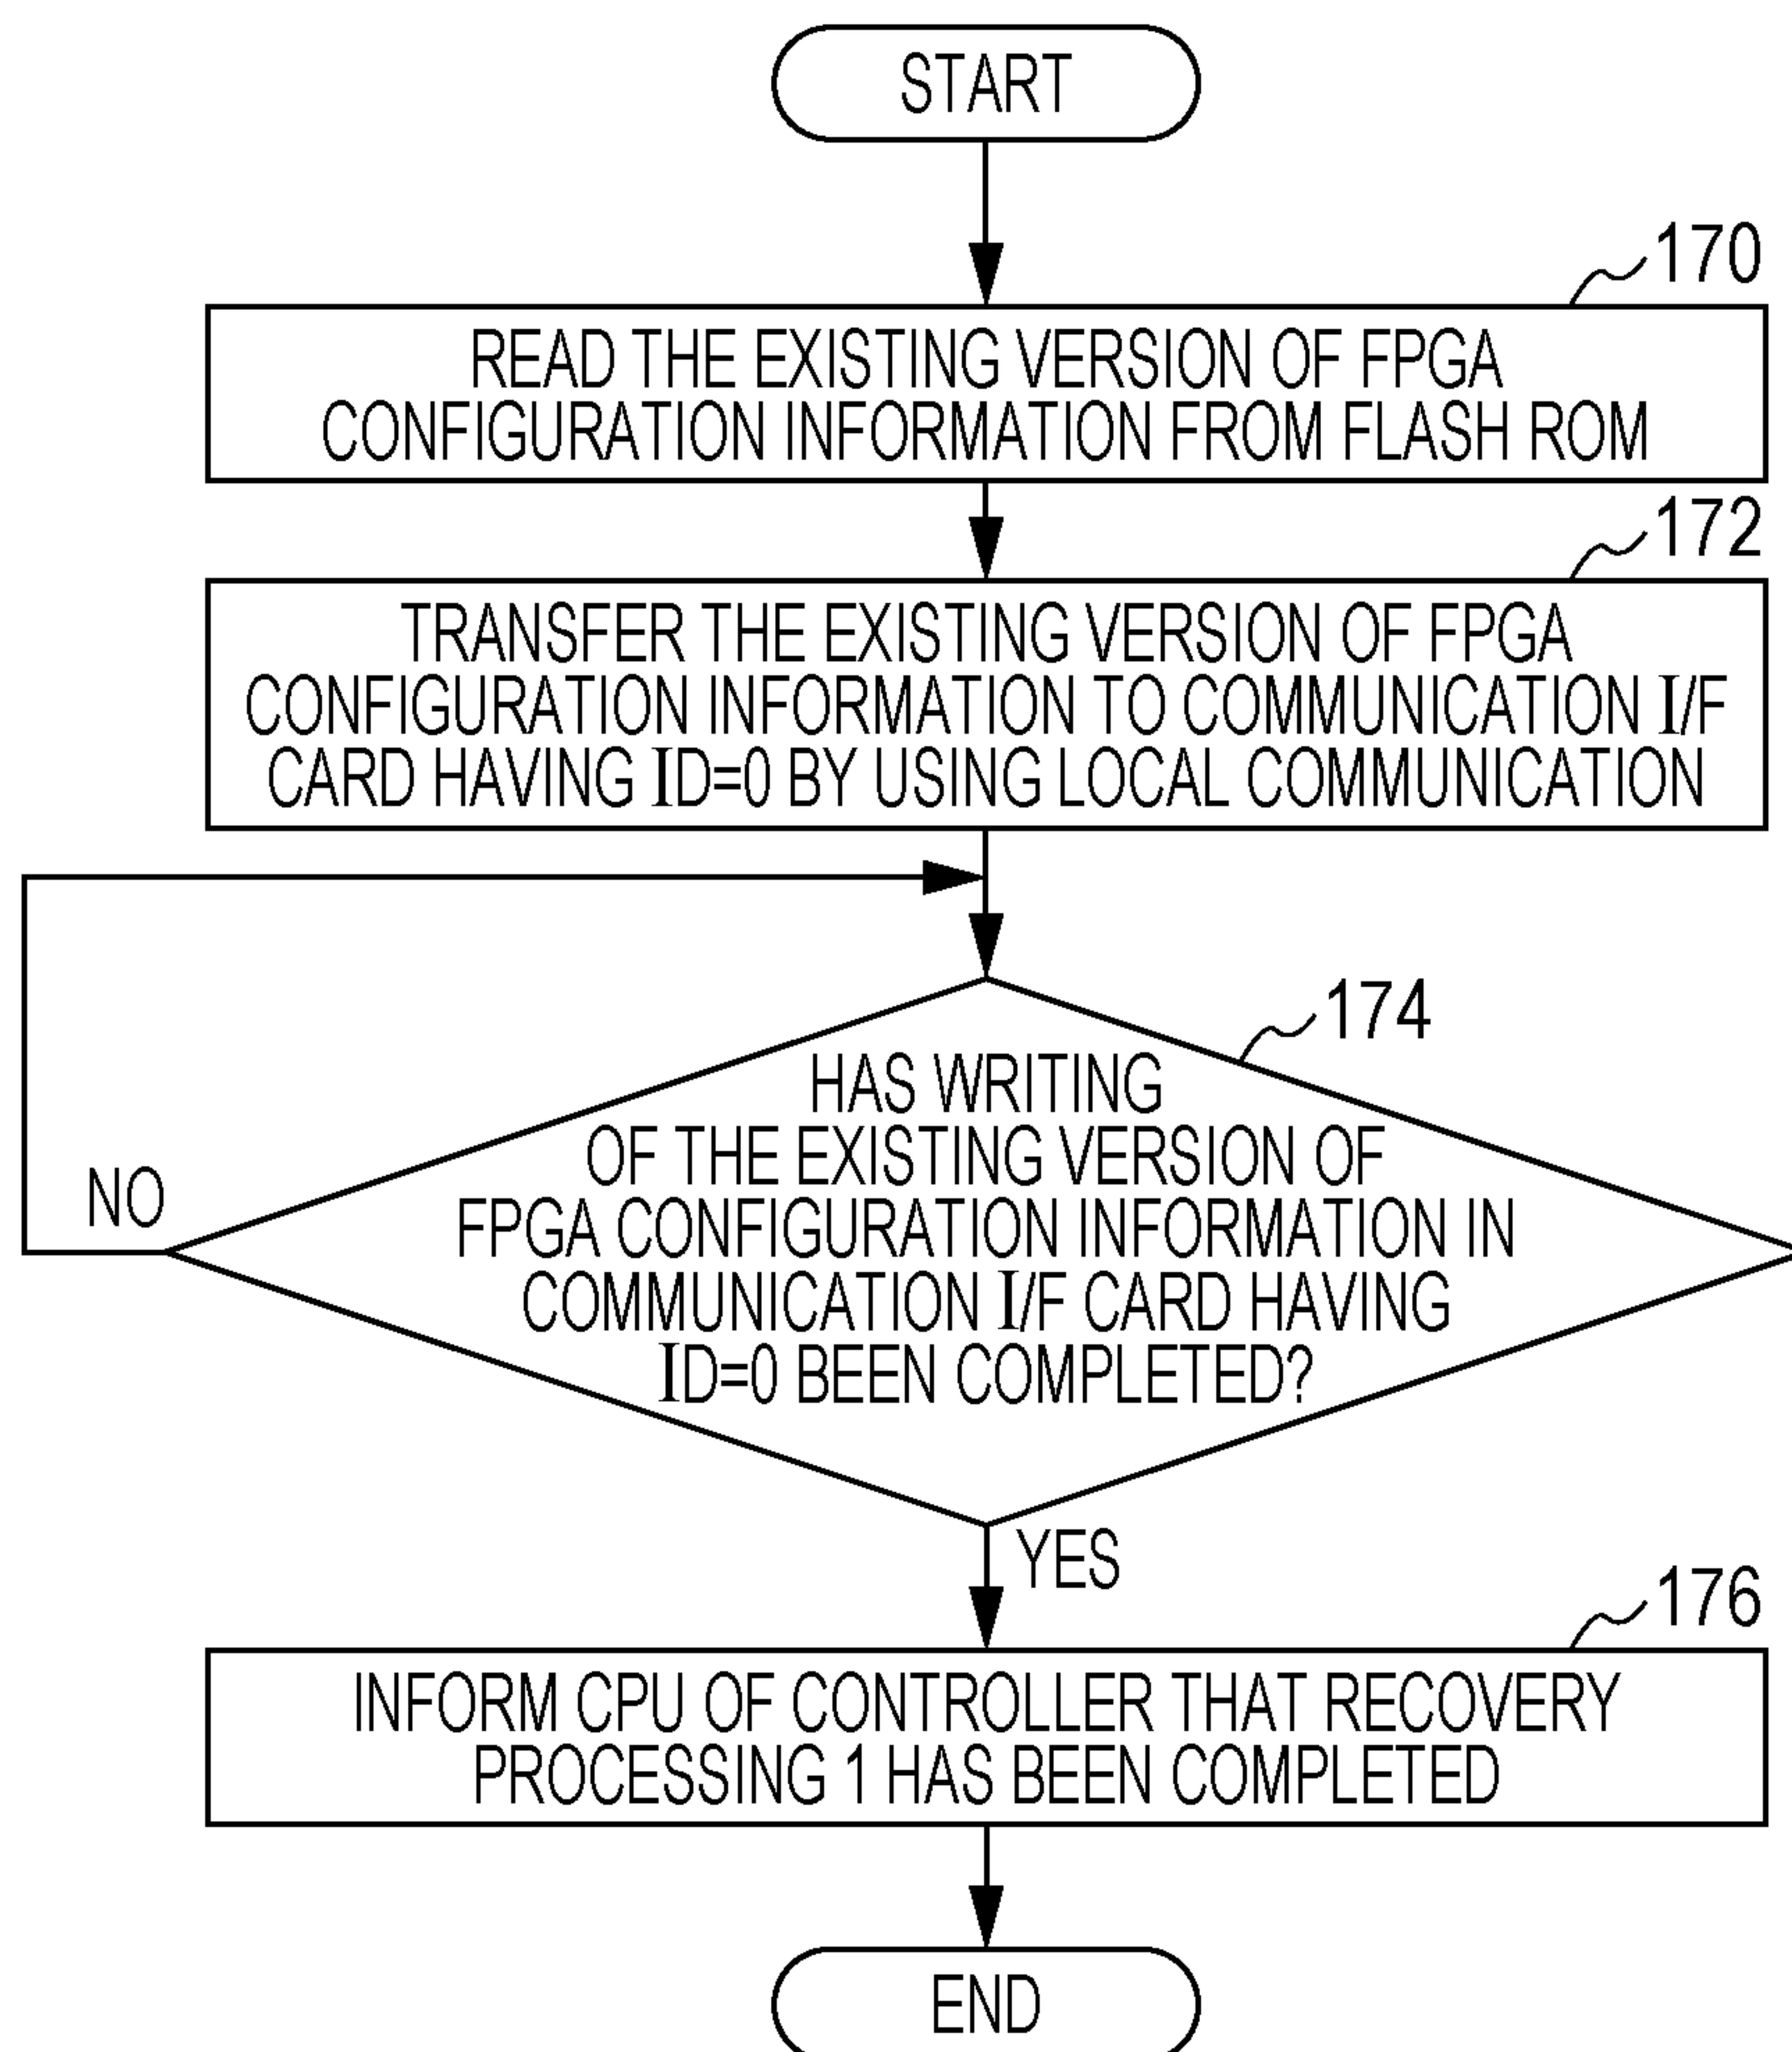 START
170
READ THE EXISTING VERSION OF FPGA
CONFIGURATION INFORMATION FROM FLASH ROM
172
TRANSFER THE EXISTING VERSION OF FPGA
CONFIGURATION INFORMATION TO COMMUNICATION I/F
CARD HAVING ID=0 BY USING LOCAL COMMUNICATION
174
HAS WRITING
OF THE EXISTING VERSION OF
FPGA CONFIGURATION INFORMATION IN
COMMUNICATION I/F CARD HAVING
ID=0 BEEN COMPLETED?
NO
YES
176
INFORM CPU OF CONTROLLER THAT RECOVERY
PROCESSING 1 HAS BEEN COMPLETED
END